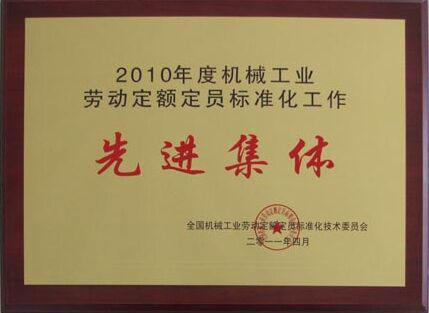 2010年度机械工业
劳动定额定员标准化工作
先进集体
全国机械工业劳动定额定员标准化技术委员会
二零一一年四月